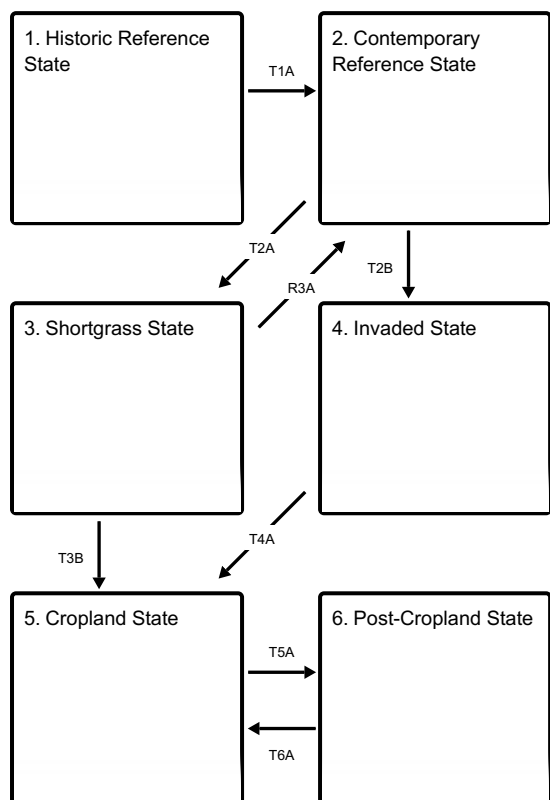 1. Historic Reference
State
T1A
2. Contemporary
Reference State
T2A
R3A
T2B
3. Shortgrass State
4. Invaded State
T3B
T4A
5. Cropland State
T5A
T6A
6. Post-Cropland State